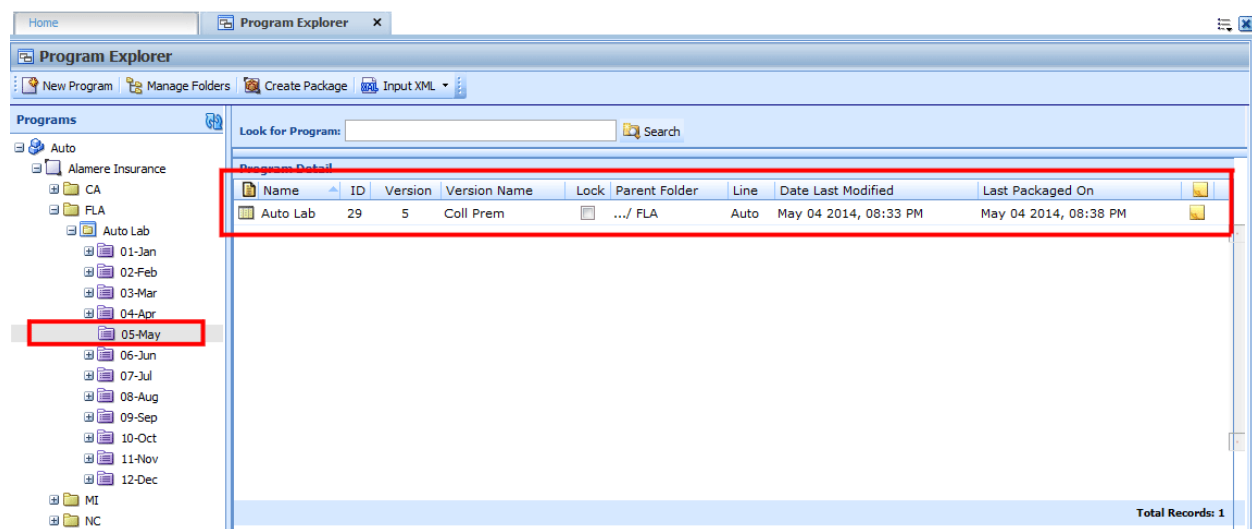 Home Program Explorer x
Program Explorer
New Program Manage Folders Create Package Input XML
Programs
Look for Program: Search
Auto
Alamere Insurance
Program Detail
CA
Name ID Version Version Name Lock Parent Folder Line Date Last Modified Last Packaged On
FLA
Auto Lab 29 5 Coll Prem .../ FLA Auto May 04 2014, 08:33 PM May 04 2014, 08:38 PM
Auto Lab
01-Jan
02-Feb
03-Mar
04-Apr
05-May
06-Jun
07-Jul
08-Aug
09-Sep
10-Oct
11-Nov
12-Dec
MI
NC
Total Records: 1